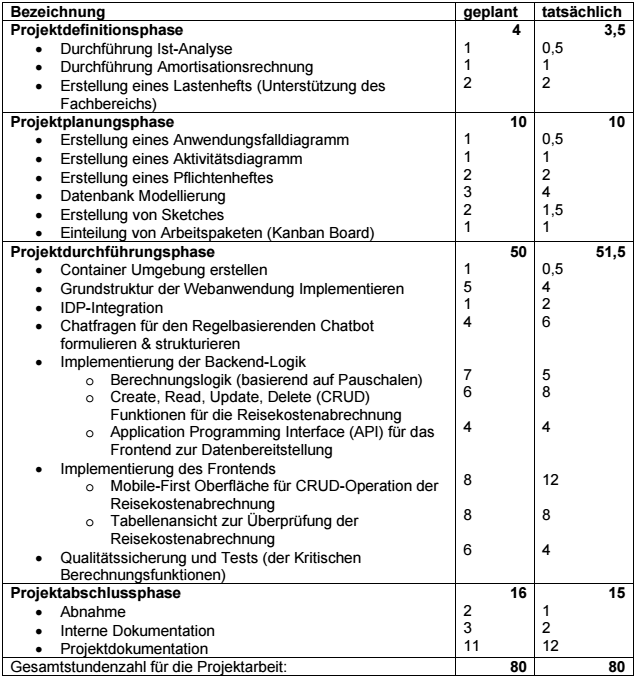 Bezeichnung geplant tatsächlich
Projektdefinitionsphase 4 3,5
• Durchführung Ist-Analyse 1 0,5
• Durchführung Amortisationsrechnung 1 1
• Erstellung eines Lastenhefts (Unterstützung des 2 2
Fachbereichs)
Projektplanungsphase 10 10
• Erstellung eines Anwendungsfalldiagramm 1 0,5
• Erstellung eines Aktivitätsdiagramm 1 1
• Erstellung eines Pflichtenheftes 2 2
• Datenbank Modellierung 3 4
• Erstellung von Sketches 2 1,5
• Einteilung von Arbeitspaketen (Kanban Board) 1 1
Projektdurchführungsphase 50 51,5
• Container Umgebung erstellen 1 0,5
• Grundstruktur der Webanwendung Implementieren 5 4
• IDP-Integration 1 2
• Chatfragen für den Regelbasierenden Chatbot 4 6
formulieren & strukturieren
• Implementierung der Backend-Logik
o Berechnungslogik (basierend auf Pauschalen) 7 5
o Create, Read, Update, Delete (CRUD) 6 8
Funktionen für die Reisekostenabrechnung
o Application Programming Interface (API) für das 4 4
Frontend zur Datenbereitstellung
• Implementierung des Frontends
o Mobile-First Oberfläche für CRUD-Operation der 8 12
Reisekostenabrechnung
o Tabellenansicht zur Überprüfung der 8 8
Reisekostenabrechnung
• Qualitätssicherung und Tests (der Kritischen 6 4
Berechnungsfunktionen)
Projektabschlussphase 16 15
• Abnahme 2 1
• Interne Dokumentation 3 2
• Projektdokumentation 11 12
Gesamtstundenzahl für die Projektarbeit: 80 80